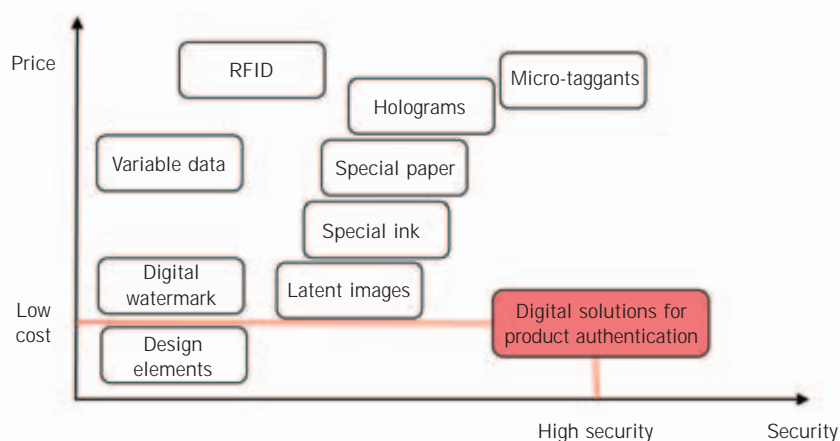 Price
RFID
Micro-taggants
Holograms
Variable data
Special paper
Special ink
Digital
watermark
Latent images
Low
cost
Digital solutions for
product authentication
Design
elements
High security
Security